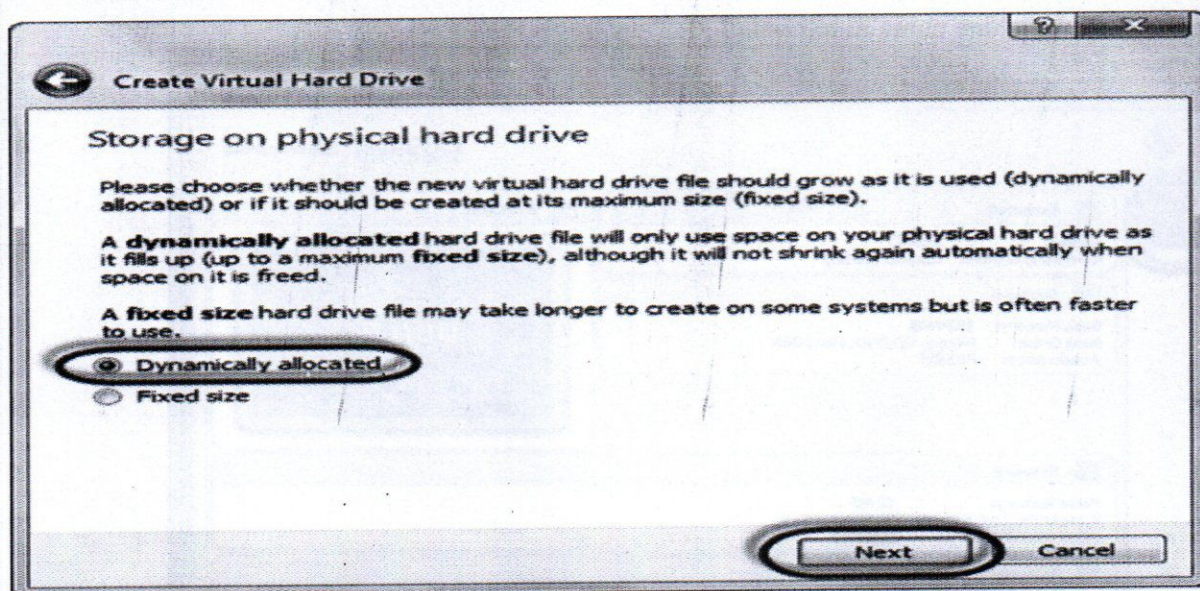 Create Virtual Hard Drive
Storage on physical hard drive
Please choose whether the new virtual hard drive file should grow as it is used (dynamically
allocated) or if it should be created at its maximum size (fixed size).
A dynamically allocated hard drive file will only use space on your physical hard drive as
it fills up (up to a maximum fixed size), although it will not shrink again automatically when
space on it is freed.
A fixed size hard drive file may take longer to create on some systems but is often faster
to use.
Dynamically allocated
Fixed size
Next Cancel